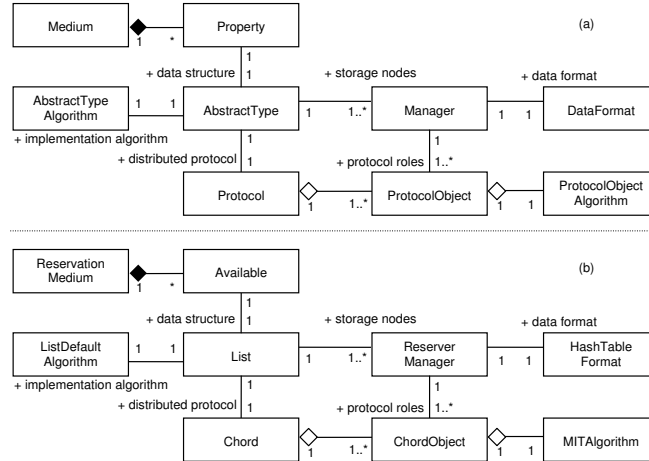 Medium
Property
(a)
1
*
1
+ data structure
1
+ storage nodes
+ data format
AbstractType
Algorithm
1
1
AbstractType
1
1..*
Manager
1
1
DataFormat
+ implementation algorithm
1
+ distributed protocol
1
1
+ protocol roles
1..*
Protocol
1
1..*
ProtocolObject
1
1
ProtocolObject
Algorithm
Reservation
Medium
Available
(b)
1
*
1
+ data structure
1
+ storage nodes
+ data format
ListDefault
Algorithm
1
1
List
1
1..*
Reserver
Manager
1
1
HashTable
Format
+ implementation algorithm
1
+ distributed protocol
1
1
+ protocol roles
1..*
Chord
1
1..*
ChordObject
1
1
MITAlgorithm